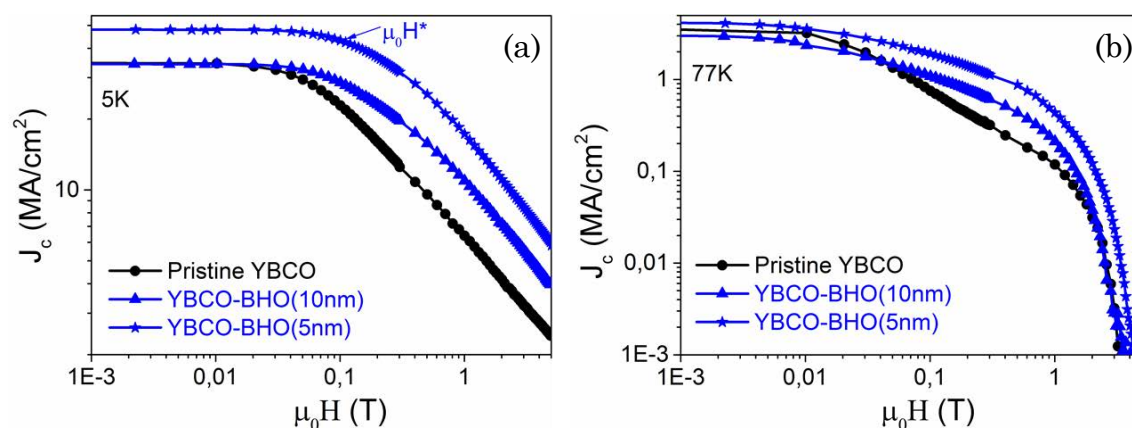 (a)
μ₀H*
5K
10
J_c (MA/cm²)
Pristine YBCO
YBCO-BHO(10nm)
YBCO-BHO(5nm)
1E-3 0,01 0,1 1
μ₀H (T)
(b)
77K
1
0,1
0,01
1E-3
J_c (MA/cm²)
Pristine YBCO
YBCO-BHO(10nm)
YBCO-BHO(5nm)
1E-3 0,01 0,1 1
μ₀H (T)